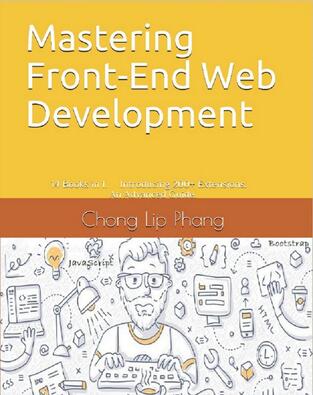 Mastering
Front-End Web
Development
14 Books in 1. Introducing 200+ Extensions.
An Advanced Guide.
Chong Lip Phang
JavaScript
Bootstrap
CSS